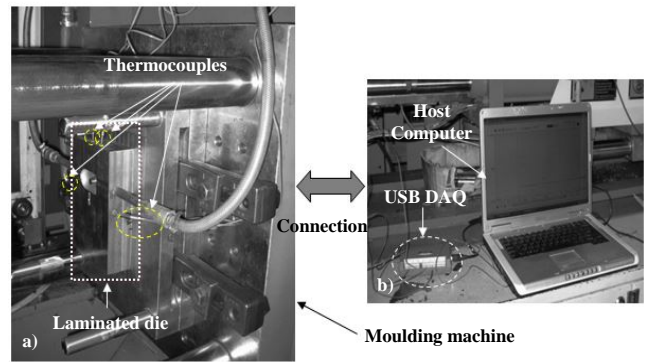 Thermocouples
Host
Computer
USB DAQ
Connection
b)
Laminated die
a)
Moulding machine